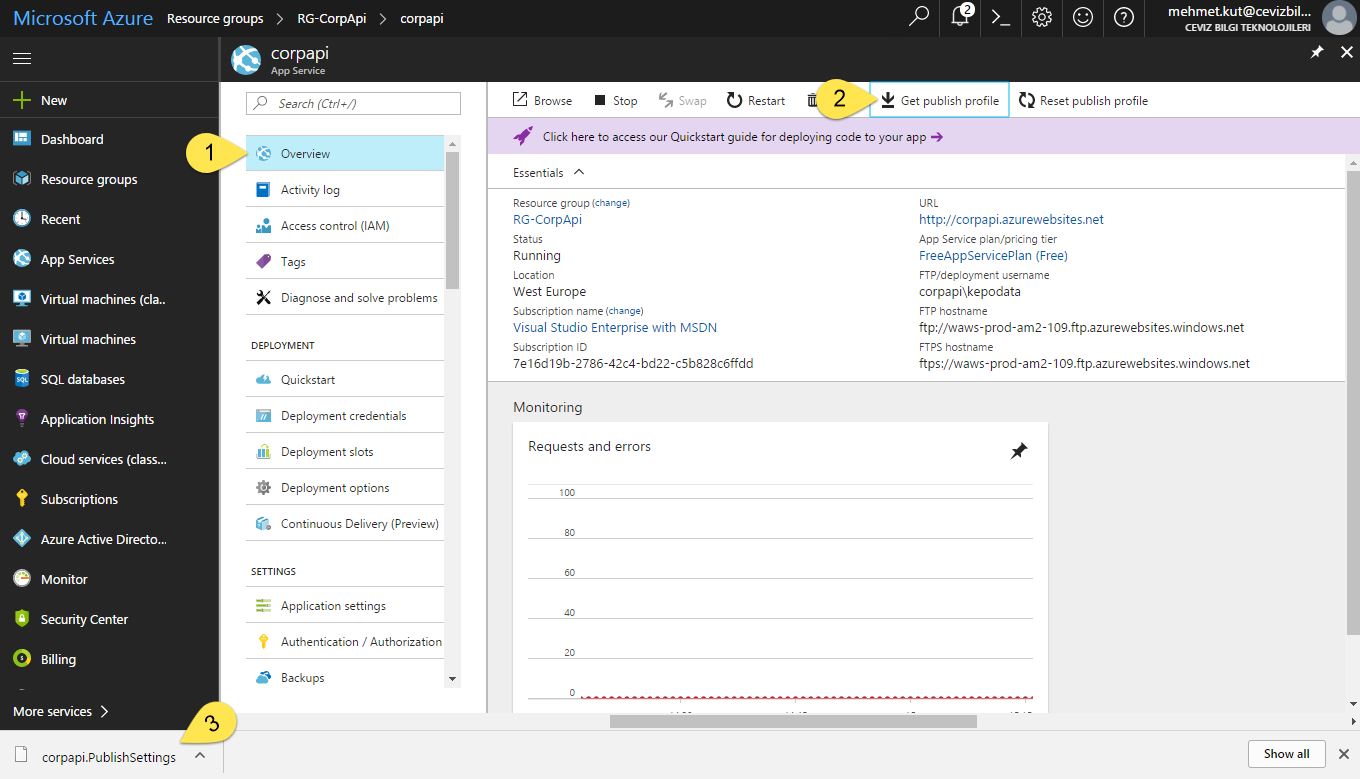 Microsoft Azure Resource groups > RG-CorpApi > corpapi
2
mehmet.kut@cevizbil...
CEVIZ BILGI TEKNOLOJILERI
corpapi
App Service
New
Dashboard
Resource groups
Recent
App Services
Virtual machines (cla..
Virtual machines
SQL databases
Application Insights
Cloud services (class...
Subscriptions
Azure Active Directo...
Monitor
Security Center
Billing
More services >
Search (Ctrl+/)
1
Overview
Activity log
Access control (IAM)
Tags
Diagnose and solve problems
DEPLOYMENT
Quickstart
Deployment credentials
Deployment slots
Deployment options
Continuous Delivery (Preview)
SETTINGS
Application settings
Authentication / Authorization
Backups
Browse Stop Swap Restart 2 Get publish profile Reset publish profile
Click here to access our Quickstart guide for deploying code to your app →
Essentials
Resource group (change)
RG-CorpApi
Status
Running
Location
West Europe
Subscription name (change)
Visual Studio Enterprise with MSDN
Subscription ID
7e16d19b-2786-42c4-bd22-c5b828c6ffdd
URL
http://corpapi.azurewebsites.net
App Service plan/pricing tier
FreeAppServicePlan (Free)
FTP/deployment username
corpapi\kepodata
FTP hostname
ftp://waws-prod-am2-109.ftp.azurewebsites.windows.net
FTPS hostname
ftps://waws-prod-am2-109.ftp.azurewebsites.windows.net
Monitoring
Requests and errors
100
80
60
40
20
0
3
corpapi.PublishSettings
Show all